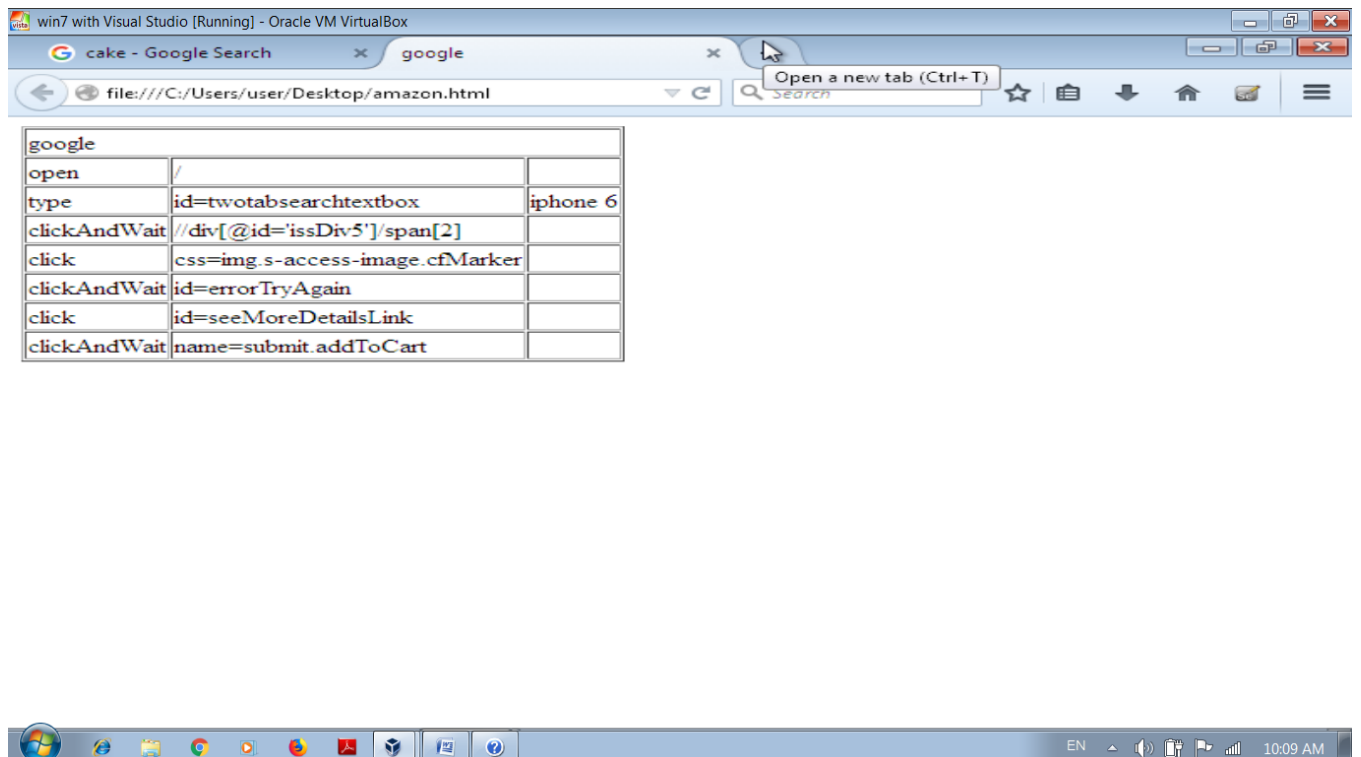 win7 with Visual Studio [Running] - Oracle VM VirtualBox
cake - Google Search
google
Open a new tab (Ctrl+T)
file:///C:/Users/user/Desktop/amazon.html
Search
google
open /
type id=twotabsearchtextbox iphone 6
clickAndWait //div[@id='issDiv5']/span[2]
click css=img.s-access-image.cfMarker
clickAndWait id=errorTryAgain
click id=seeMoreDetailsLink
clickAndWait name=submit.addToCart
EN 10:09 AM